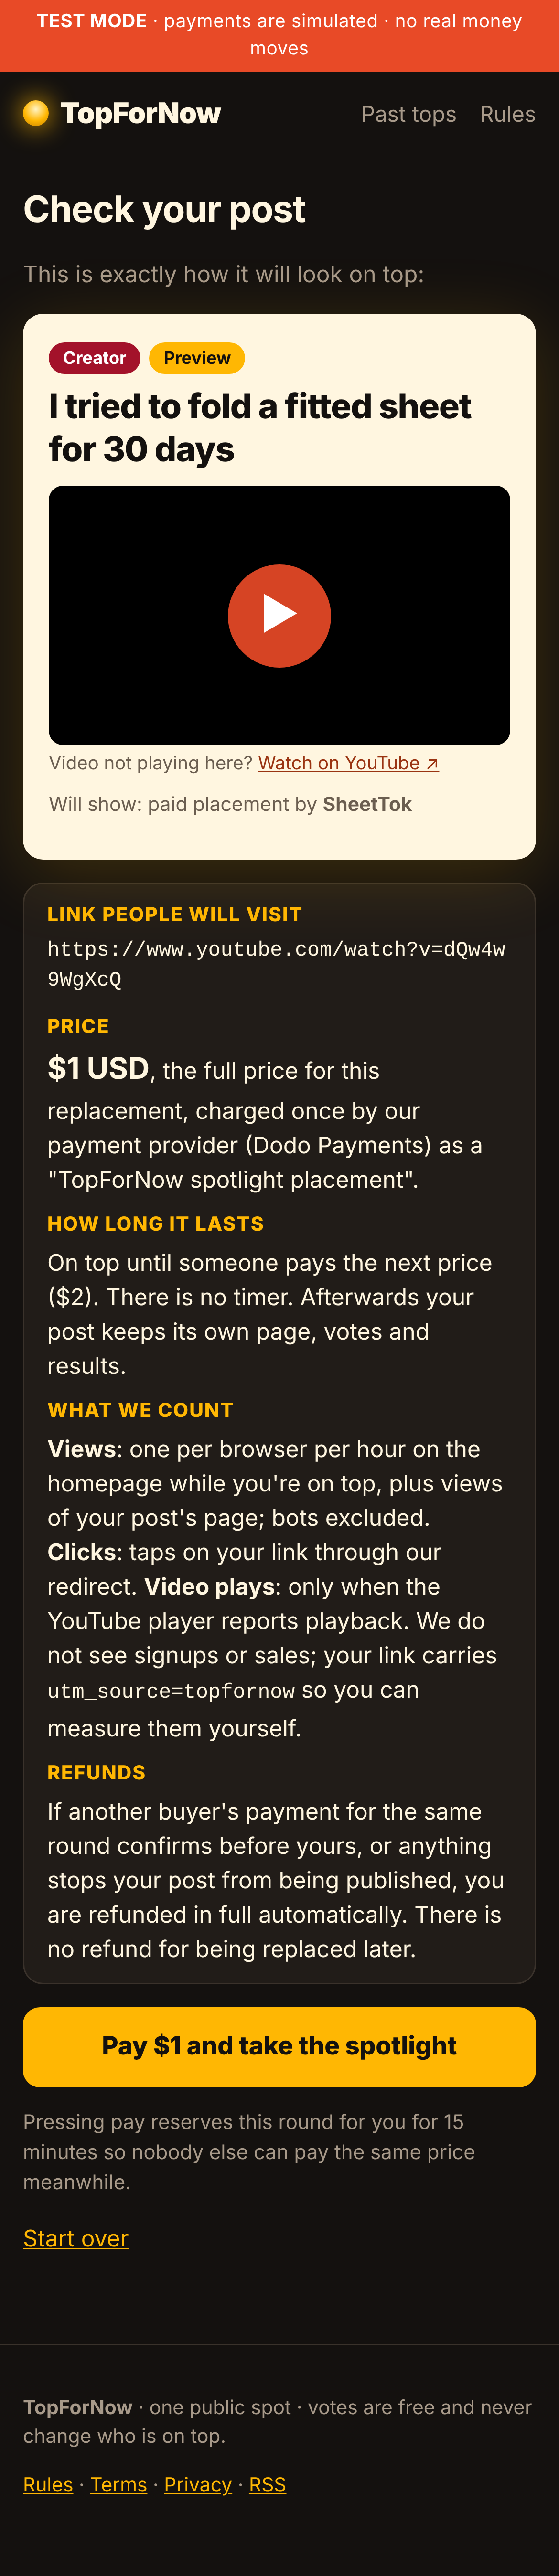 TEST MODE · payments are simulated · no real money
moves
TopForNow
Past tops
Rules
Check your post
This is exactly how it will look on top:
Creator
Preview
I tried to fold a fitted sheet
for 30 days
Video not playing here? Watch on YouTube ↗
Will show: paid placement by SheetTok
LINK PEOPLE WILL VISIT
https://www.youtube.com/watch?v=dQw4w
9WgXcQ
PRICE
$1 USD, the full price for this
replacement, charged once by our
payment provider (Dodo Payments) as a
"TopForNow spotlight placement".
HOW LONG IT LASTS
On top until someone pays the next price
($2). There is no timer. Afterwards your
post keeps its own page, votes and
results.
WHAT WE COUNT
Views: one per browser per hour on the
homepage while you're on top, plus views
of your post's page; bots excluded.
Clicks: taps on your link through our
redirect. Video plays: only when the
YouTube player reports playback. We do
not see signups or sales; your link carries
utm_source=topfornow so you can
measure them yourself.
REFUNDS
If another buyer's payment for the same
round confirms before yours, or anything
stops your post from being published, you
are refunded in full automatically. There is
no refund for being replaced later.
Pay $1 and take the spotlight
Pressing pay reserves this round for you for 15
minutes so nobody else can pay the same price
meanwhile.
Start over
TopForNow · one public spot · votes are free and never
change who is on top.
Rules · Terms · Privacy · RSS